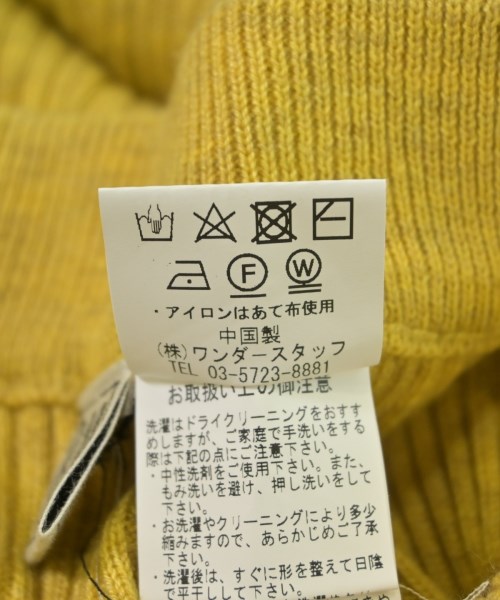 F W
・アイロンはあて布使用
中国製
(株)ワンダースタッフ
TEL 03-5723-8881
お取扱い上の御注意
洗濯はドライクリーニングをおすす
めしますが、ご家庭で手洗いをする
際は下記の点にご注意下さい。
・中性洗剤をご使用下さい。また、
もみ洗いを避け、押し洗いをして
下さい。
・お洗濯やクリーニングにより多少
縮みますので、あらかじめご了承
下さい。
・洗濯後は、すぐに形を整えて日陰
で平干しして下さい。